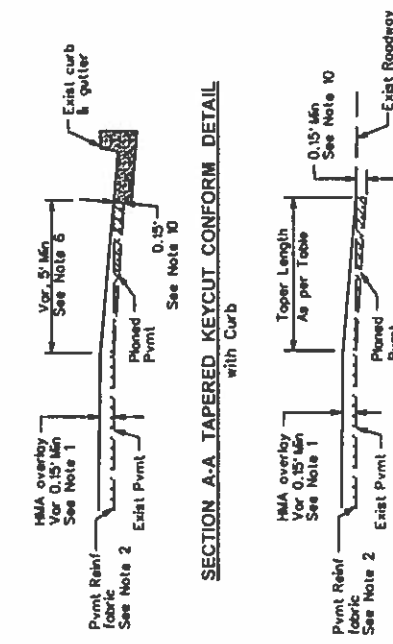 Exist curb
& gutter
Var, 5' Min
See Note 6
0.15'
See Note 10
Planed
Pvmt
HMA overlay
Var 0.15' Min
See Note 1
Exist Pvmt
Pvmt Reinf
fabric
See Note 2
SECTION A-A TAPERED KEYCUT CONFORM DETAIL
with Curb
0.15' Min
See Note 10
Exist Roadway
Taper Length
As per Table
Planed
HMA overlay
Var 0.15' Min
See Note 1
Exist Pvmt
Pvmt Reinf
fabric
See Note 2